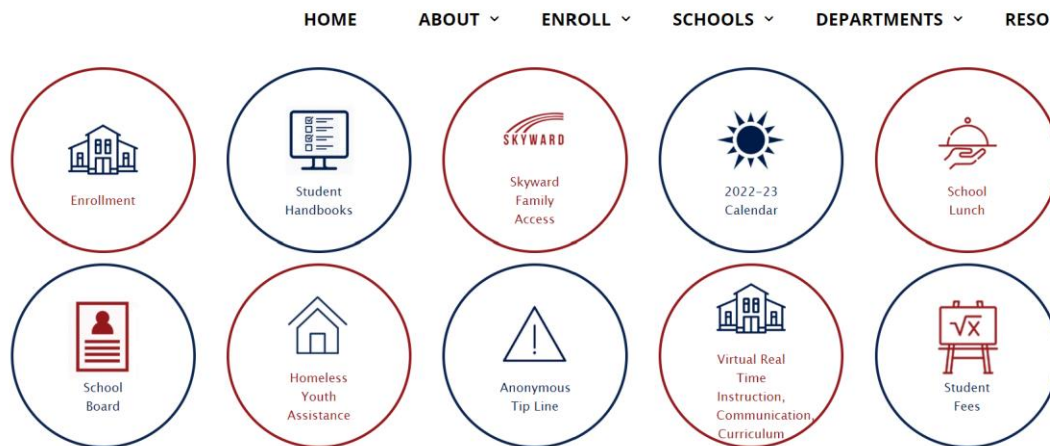 HOME ABOUT ENROLL SCHOOLS DEPARTMENTS RESO
Enrollment
Student
Handbooks
SKYWARD
Skyward
Family
Access
2022-23
Calendar
School
Lunch
School
Board
Homeless
Youth
Assistance
Anonymous
Tip Line
Virtual Real
Time
Instruction,
Communication,
Curriculum
√x
Student
Fees